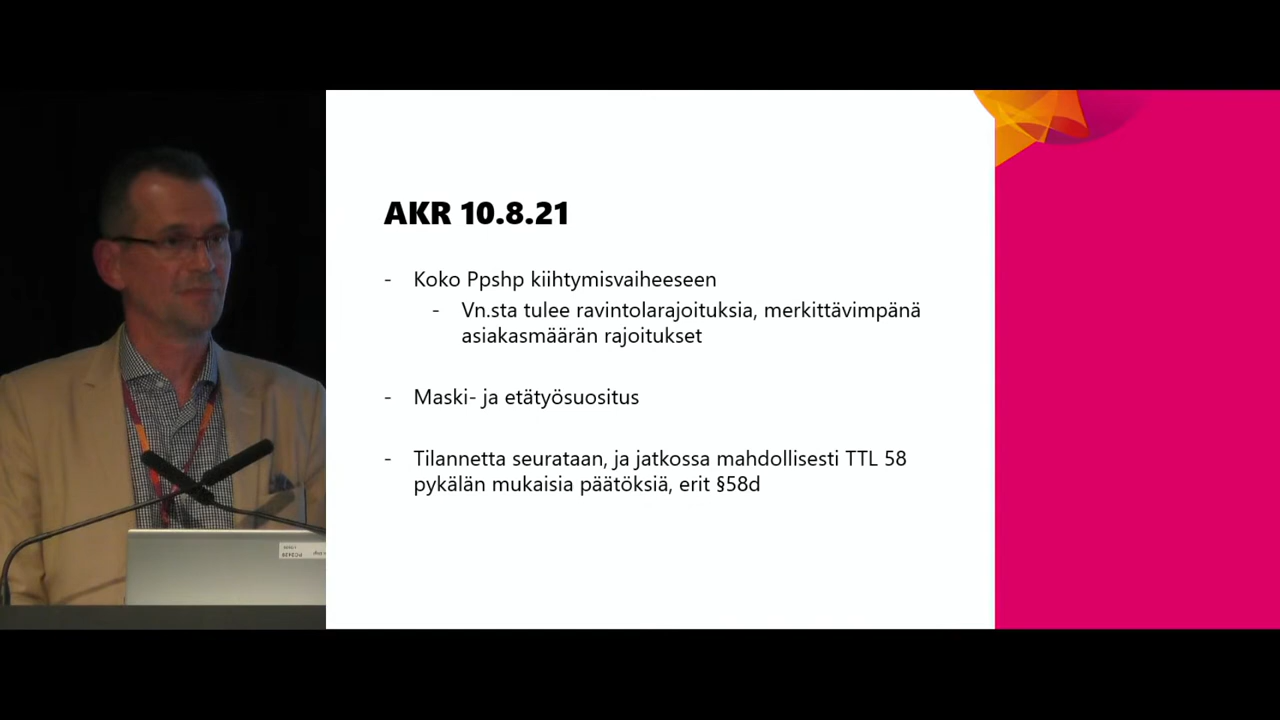 AKR 10.8.21
- Koko Ppshp kiihtymisvaiheeseen
- Vn.sta tulee ravintolarajoituksia, merkittävimpänä
asiakasmäärän rajoitukset
- Maski- ja etätyösuositus
- Tilannetta seurataan, ja jatkossa mahdollisesti TTL 58
pykälän mukaisia päätöksiä, erit §58d